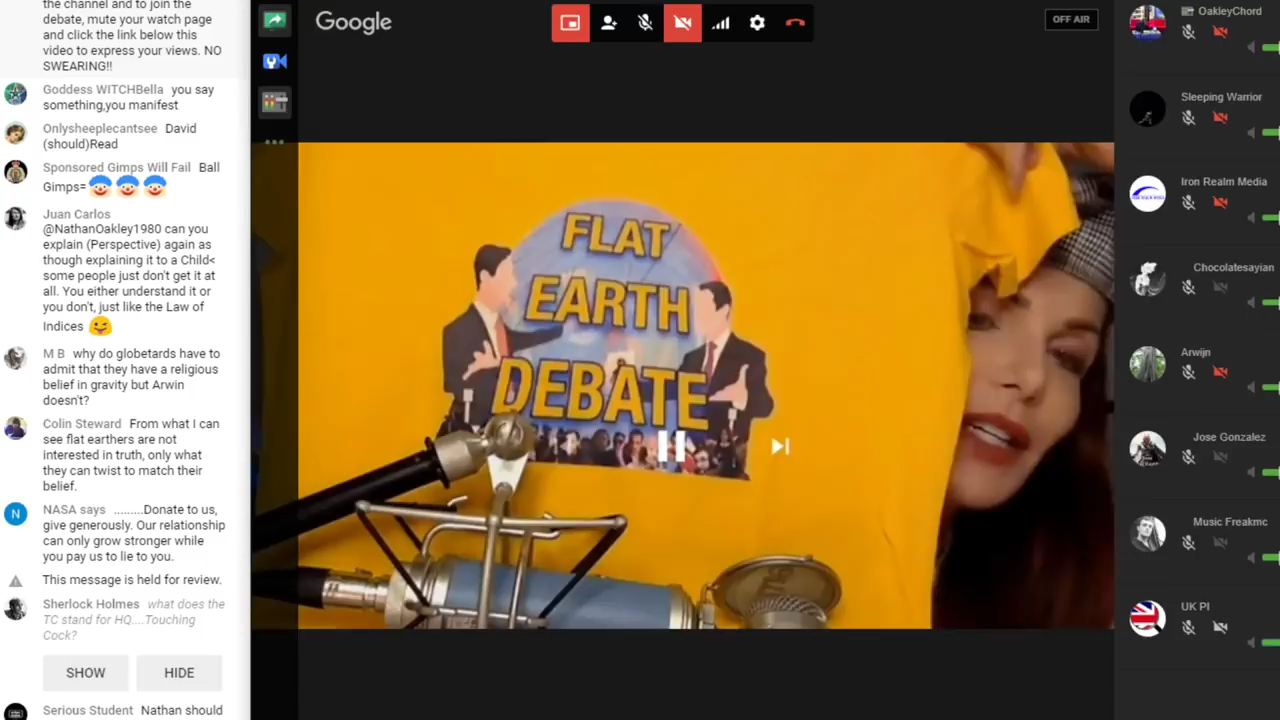 the channel and to join the
debate, mute your watch page
and click the link below this
video to express your views. NO
SWEARING!!
Goddess WITCHBella you say
something,you manifest
Onlysheeplecantsee David
(should)Read
Sponsored Gimps Will Fail Ball
Gimps=
Juan Carlos
@NathanOakley1980 can you
explain (Perspective) again as
though explaining it to a Child<
some people just don't get it at
all. You either understand it or
you don't, just like the Law of
Indices
M B why do globetards have to
admit that they have a religious
belief in gravity but Arwin
doesn't?
Colin Steward From what I can
see flat earthers are not
interested in truth, only what
they can twist to match their
belief.
N
NASA says .........Donate to us,
give generously. Our relationship
can only grow stronger while
you pay us to lie to you.
This message is held for review.
Sherlock Holmes what does the
TC stand for HQ....Touching
Cock?
SHOW HIDE
Serious Student Nathan should
Google
OFF AIR
FLAT
EARTH
DEBATE
OakleyChord
Sleeping Warrior
Iron Realm Media
Chocolatesayian
Arwijn
Jose Gonzalez
Music Freakmc
UK PI